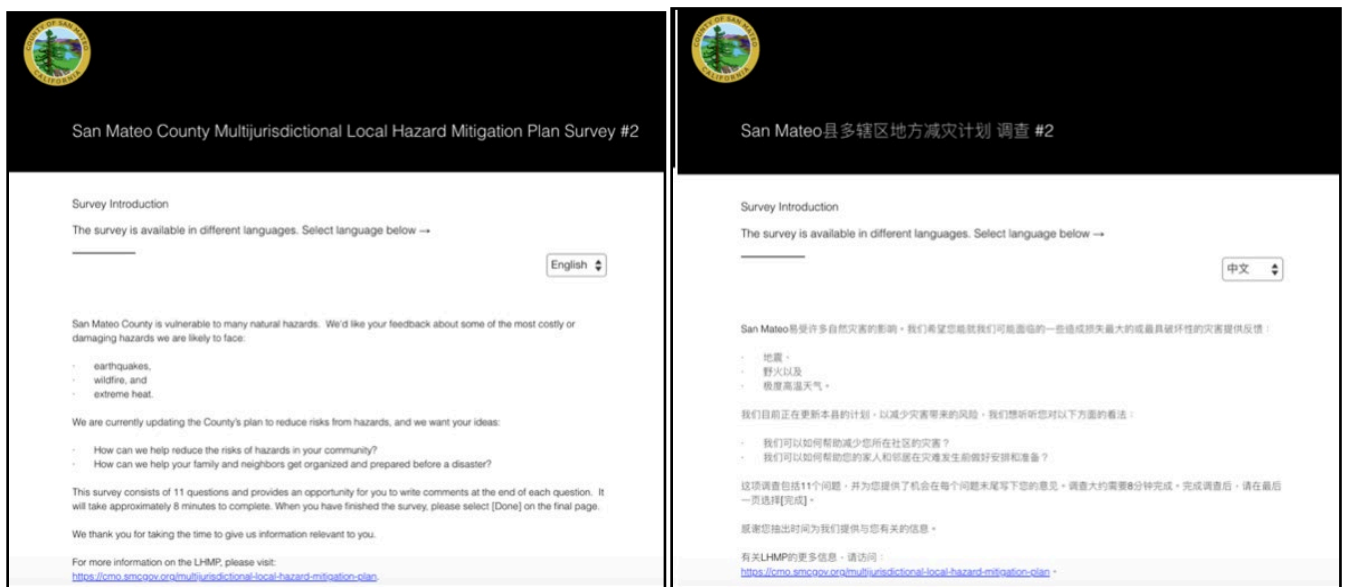 COUNTY OF SAN MATEO
CALIFORNIA
San Mateo County Multijurisdictional Local Hazard Mitigation Plan Survey #2
Survey Introduction
The survey is available in different languages. Select language below →
English
San Mateo County is vulnerable to many natural hazards. We'd like your feedback about some of the most costly or
damaging hazards we are likely to face:
· earthquakes,
· wildfire, and
· extreme heat.
We are currently updating the County's plan to reduce risks from hazards, and we want your ideas:
· How can we help reduce the risks of hazards in your community?
· How can we help your family and neighbors get organized and prepared before a disaster?
This survey consists of 11 questions and provides an opportunity for you to write comments at the end of each question. It
will take approximately 8 minutes to complete. When you have finished the survey, please select [Done] on the final page.
We thank you for taking the time to give us information relevant to you.
For more information on the LHMP, please visit:
https://cmo.smcgov.org/multijurisdictional-local-hazard-mitigation-plan.
COUNTY OF SAN MATEO
CALIFORNIA
San Mateo县多辖区地方减灾计划 调查 #2
Survey Introduction
The survey is available in different languages. Select language below →
中文
San Mateo易受许多自然灾害的影响。我们希望您能就我们可能面临的一些造成损失最大的或最具破坏性的灾害提供反馈：
· 地震、
· 野火以及
· 极度高温天气。
我们目前正在更新本县的计划，以减少灾害带来的风险，我们想听听您对以下方面的看法：
· 我们可以如何帮助减少您所在社区的灾害？
· 我们可以如何帮助您的家人和邻居在灾难发生前做好安排和准备？
这项调查包括11个问题，并为您提供了机会在每个问题末尾写下您的意见。调查大约需要8分钟完成。完成调查后，请在最后
一页选择[完成]。
感谢您抽出时间为我们提供与您有关的信息。
有关LHMP的更多信息，请访问：
https://cmo.smcgov.org/multijurisdictional-local-hazard-mitigation-plan。